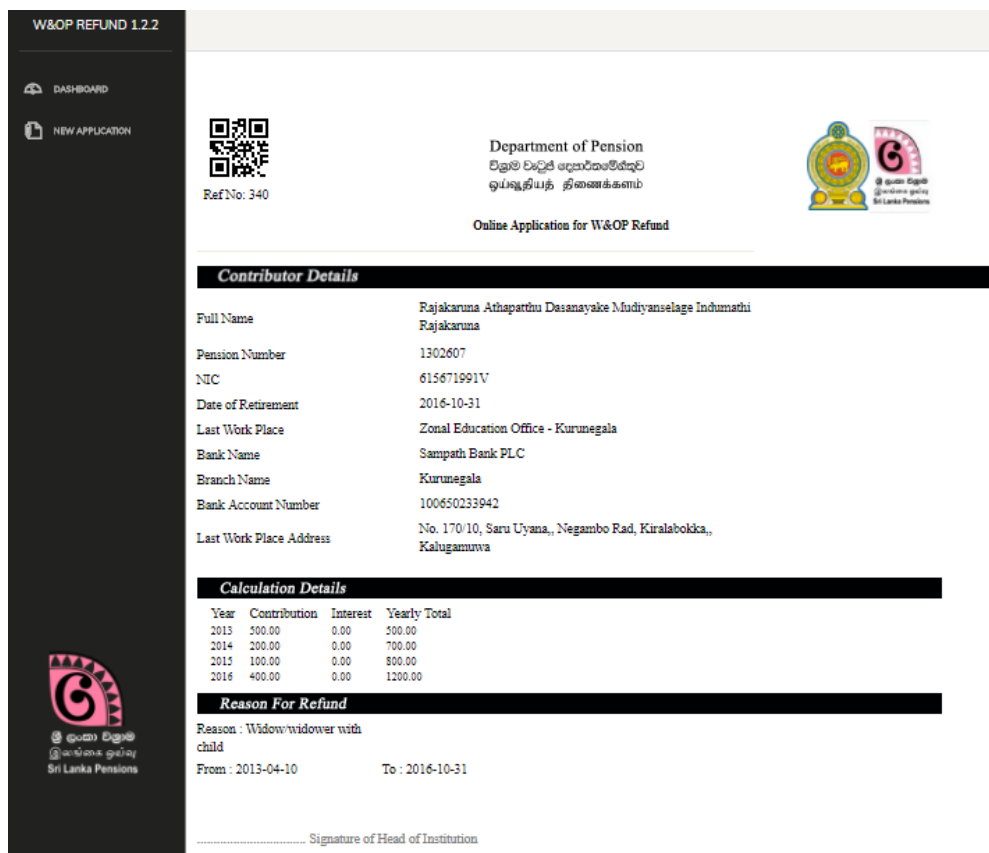 W&OP REFUND 1.2.2
DASHBOARD
NEW APPLICATION
Ref No: 340
Department of Pension
විශ්‍රාම වැටුප් දෙපාර්තමේන්තුව
ஓய்வூதியத் திணைக்களம்
Online Application for W&OP Refund
ශ්‍රී ලංකා විශ්‍රාම
இலங்கை ஓய்வு
Sri Lanka Pensions
Contributor Details
Full Name Rajakaruna Athapatthu Dasanayake Mudiyanselage Indumathi
Rajakaruna
Pension Number 1302607
NIC 615671991V
Date of Retirement 2016-10-31
Last Work Place Zonal Education Office - Kurunegala
Bank Name Sampath Bank PLC
Branch Name Kurunegala
Bank Account Number 100650233942
Last Work Place Address No. 170/10, Saru Uyana,, Negambo Rad, Kiralabokka,,
Kalugamuwa
Calculation Details
Year Contribution Interest Yearly Total
2013 500.00 0.00 500.00
2014 200.00 0.00 700.00
2015 100.00 0.00 800.00
2016 400.00 0.00 1200.00
Reason For Refund
Reason : Widow/widower with
child
From : 2013-04-10 To : 2016-10-31
.................................... Signature of Head of Institution
ශ්‍රී ලංකා විශ්‍රාම
இலங்கை ஓய்வு
Sri Lanka Pensions